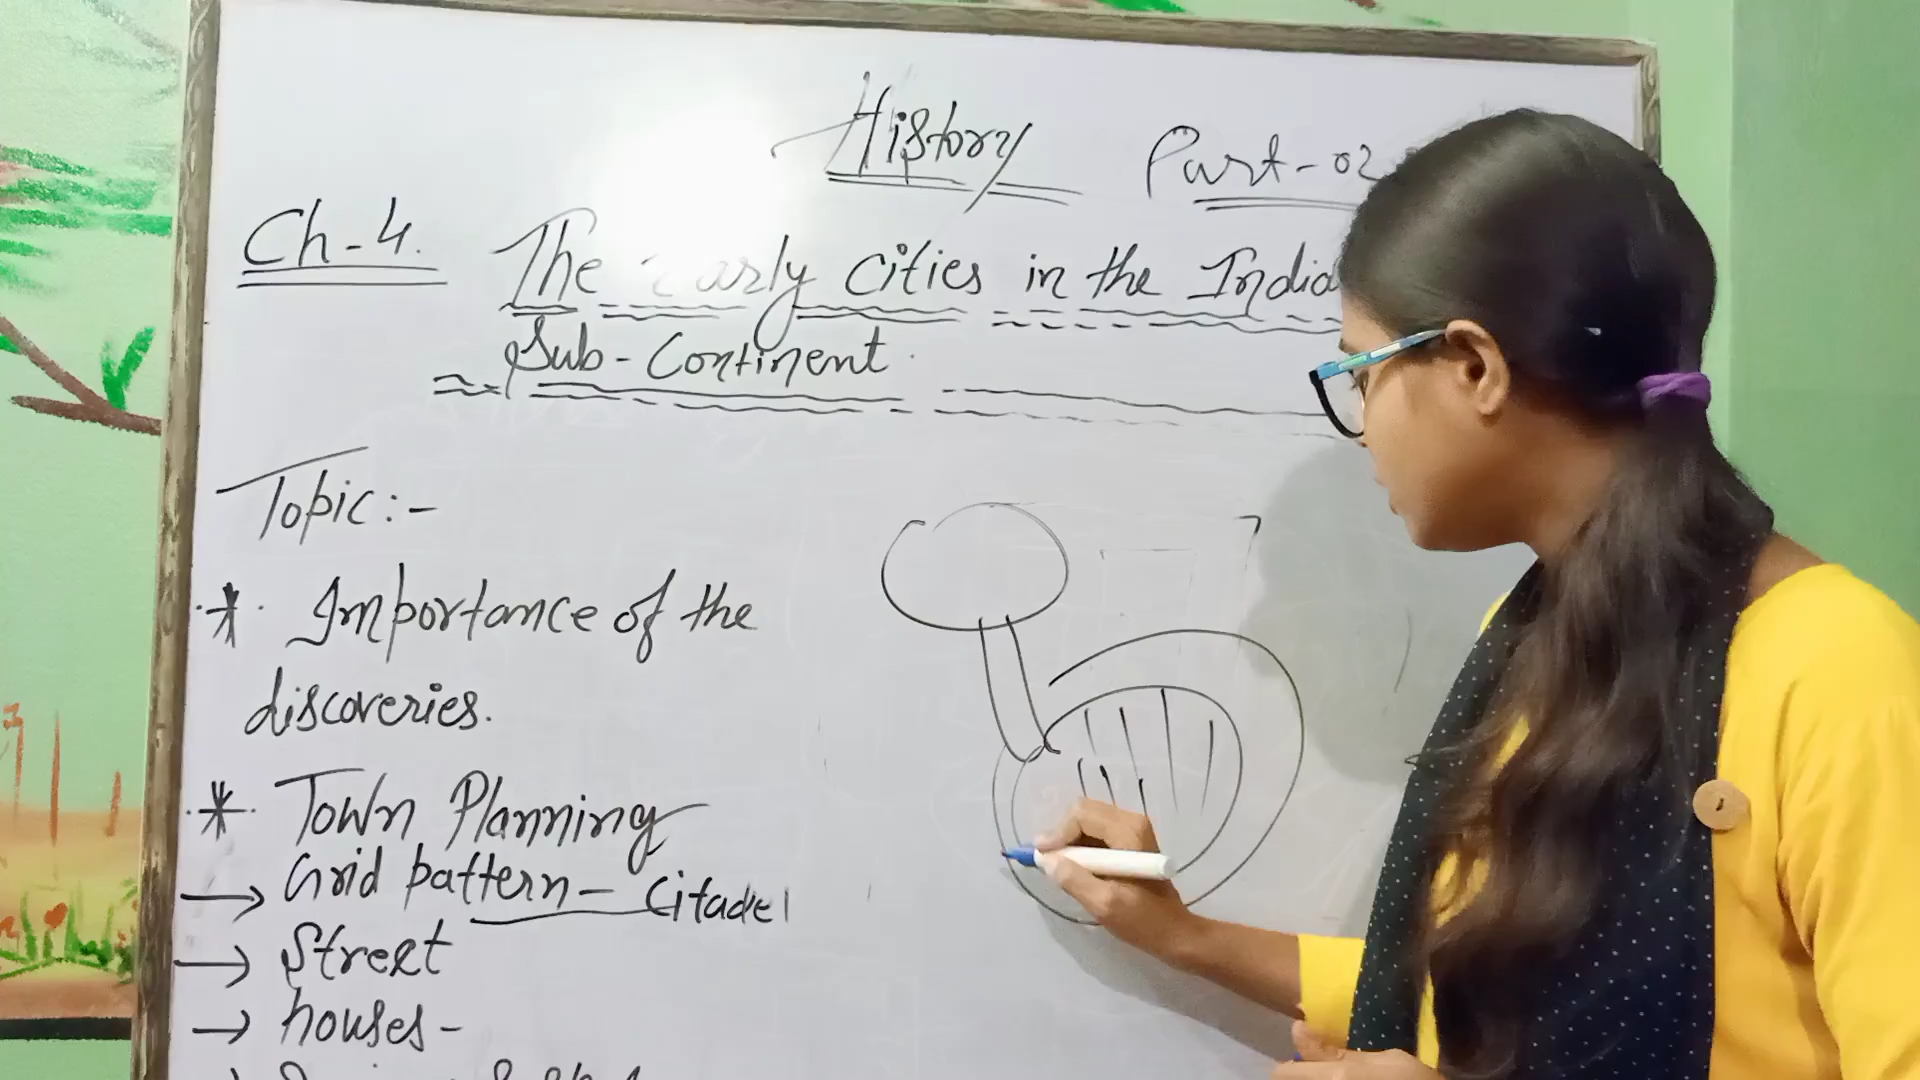 History Part-02
Ch-4. The Early Cities in the India
Sub-Continent.
Topic:-
* Importance of the
discoveries.
* Town Planning
→ Grid pattern - Citadel
→ Street
→ houses -